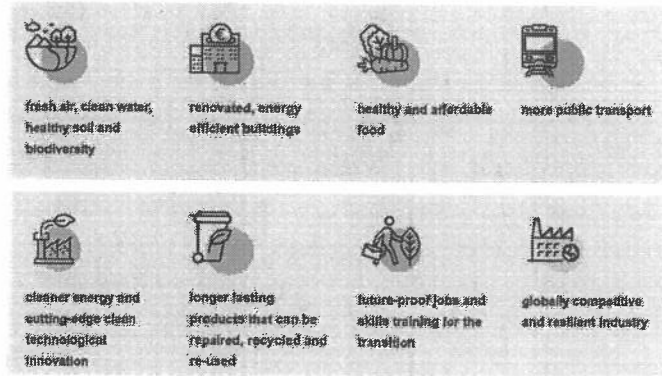 fresh air, clean water,
healthy soil and
biodiversity
renovated, energy
efficient buildings
healthy and affordable
food
more public transport
cleaner energy and
cutting-edge clean
technological
innovation
longer lasting
products that can be
repaired, recycled and
re-used
future-proof jobs and
skills training for the
transition
globally competitive
and resilient industry